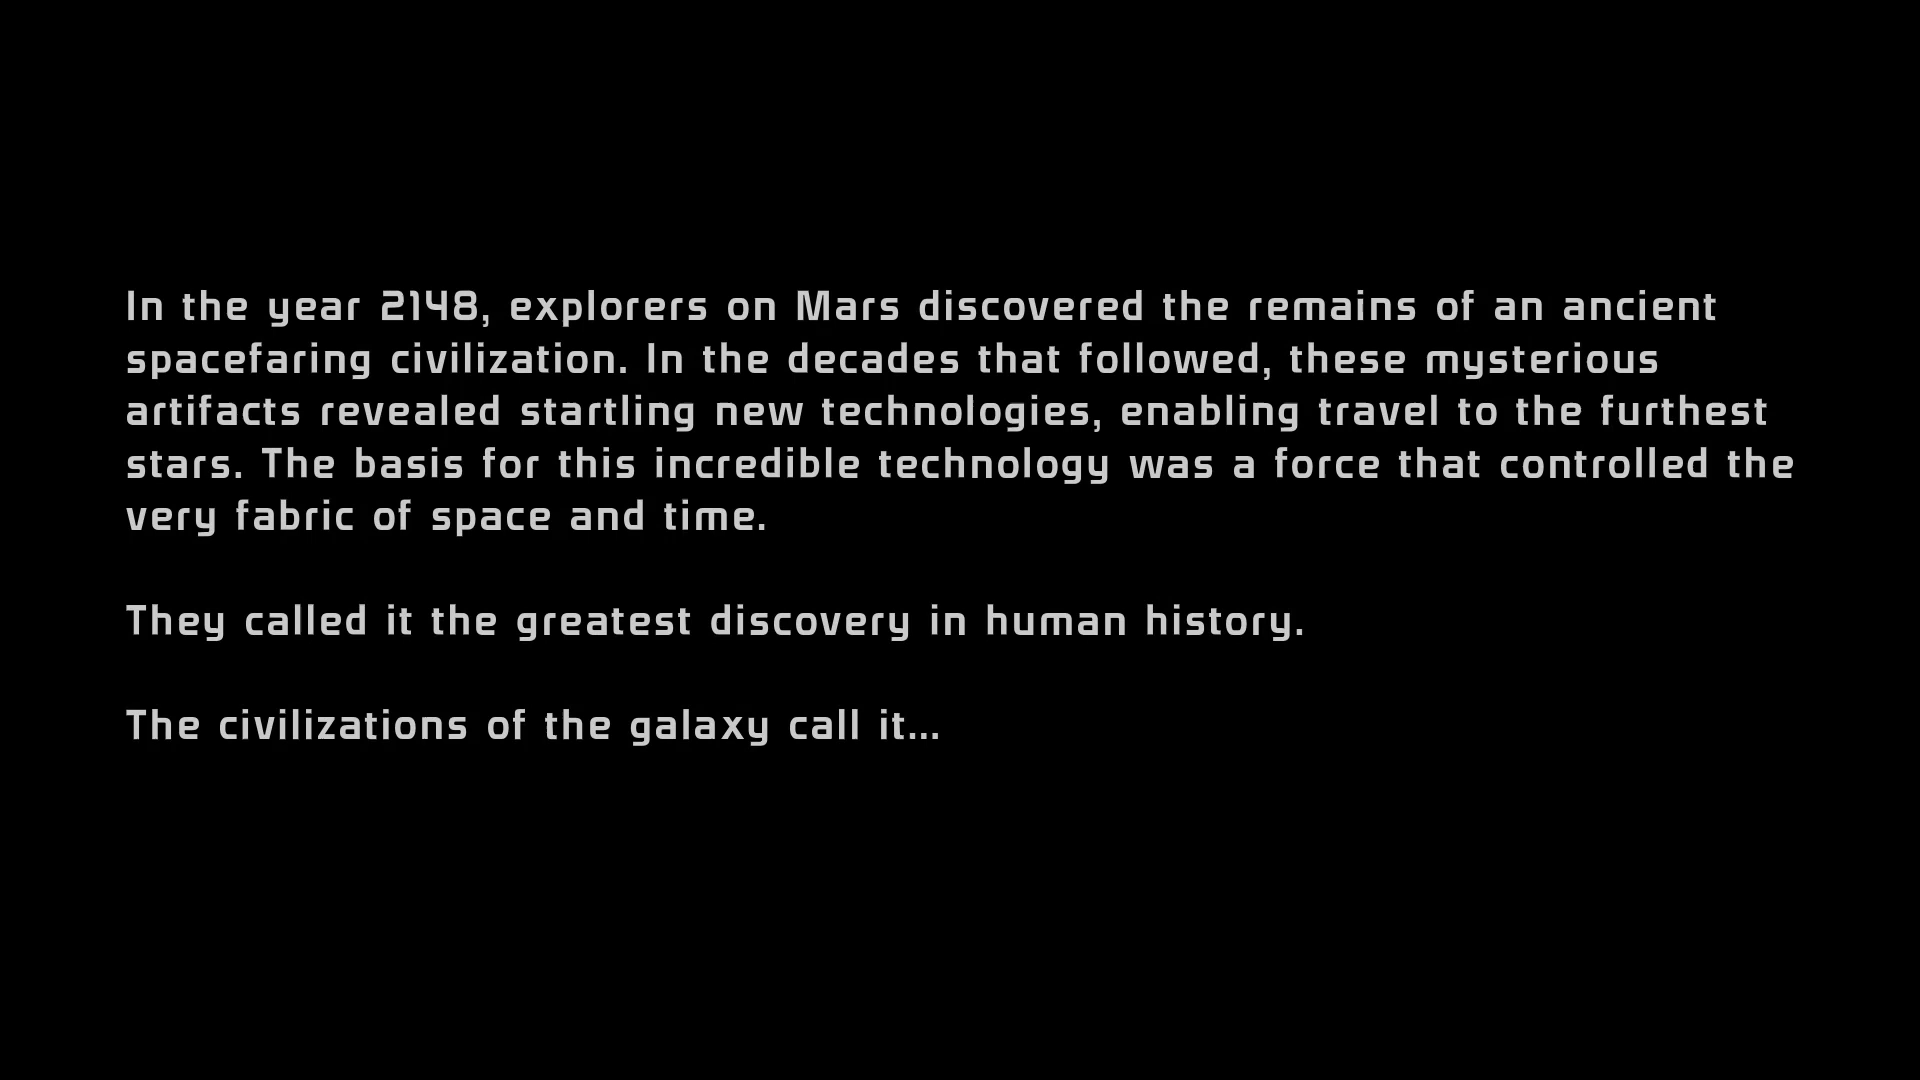 In the year 2148, explorers on Mars discovered the remains of an ancient
spacefaring civilization. In the decades that followed, these mysterious
artifacts revealed startling new technologies, enabling travel to the furthest
stars. The basis for this incredible technology was a force that controlled the
very fabric of space and time.
They called it the greatest discovery in human history.
The civilizations of the galaxy call it...